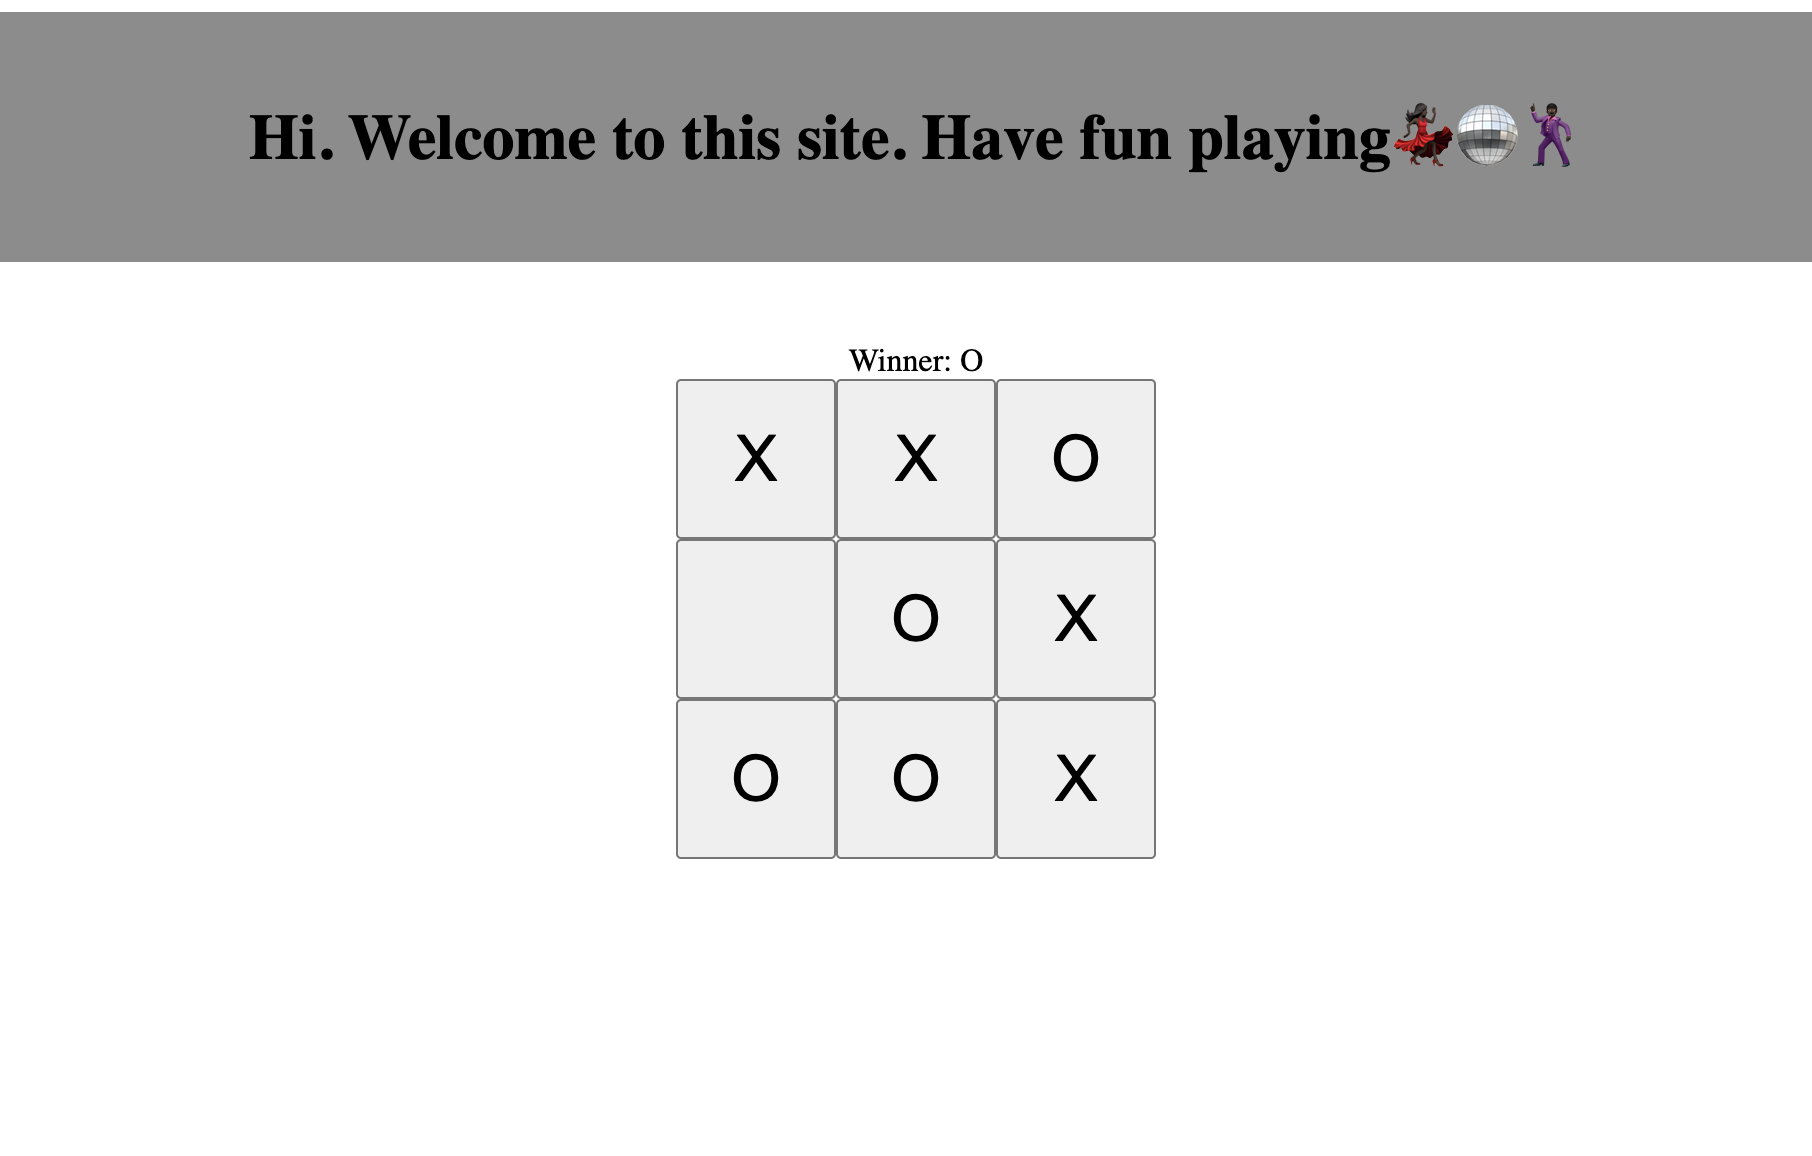 Hi. Welcome to this site. Have fun playing💃🏿🪩🕺🏿
Winner: O
X X O
O X
O O X